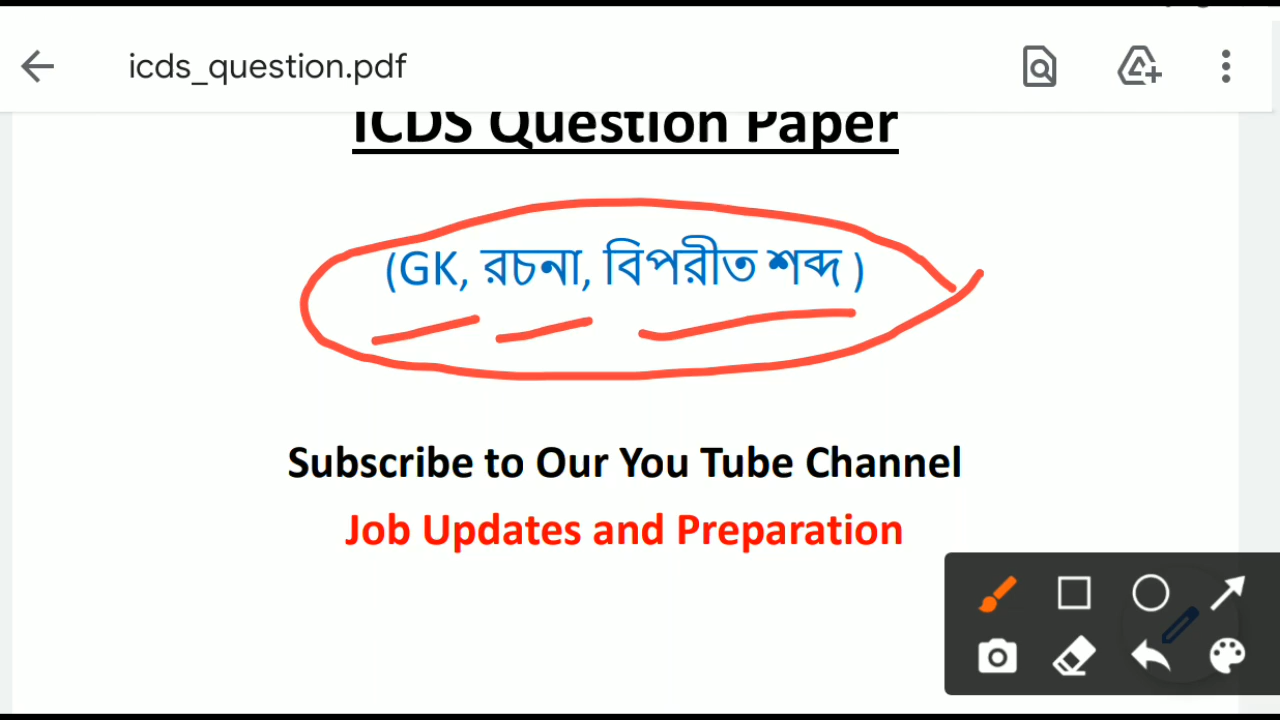 icds_question.pdf
ICDS Question Paper
(GK, রচনা, বিপরীত শব্দ )
Subscribe to Our You Tube Channel
Job Updates and Preparation